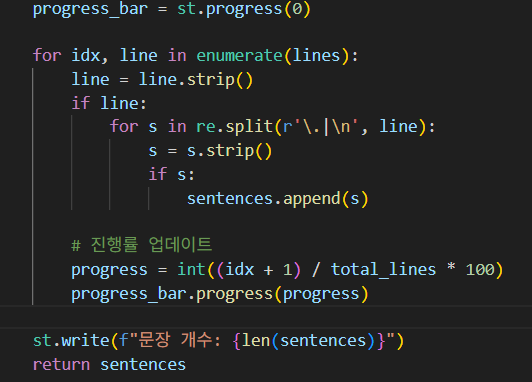 progress_bar = st.progress(0)
for idx, line in enumerate(lines):
line = line.strip()
if line:
for s in re.split(r'\.|\n', line):
s = s.strip()
if s:
sentences.append(s)
# 진행률 업데이트
progress = int((idx + 1) / total_lines * 100)
progress_bar.progress(progress)
st.write(f"문장 개수: {len(sentences)}")
return sentences